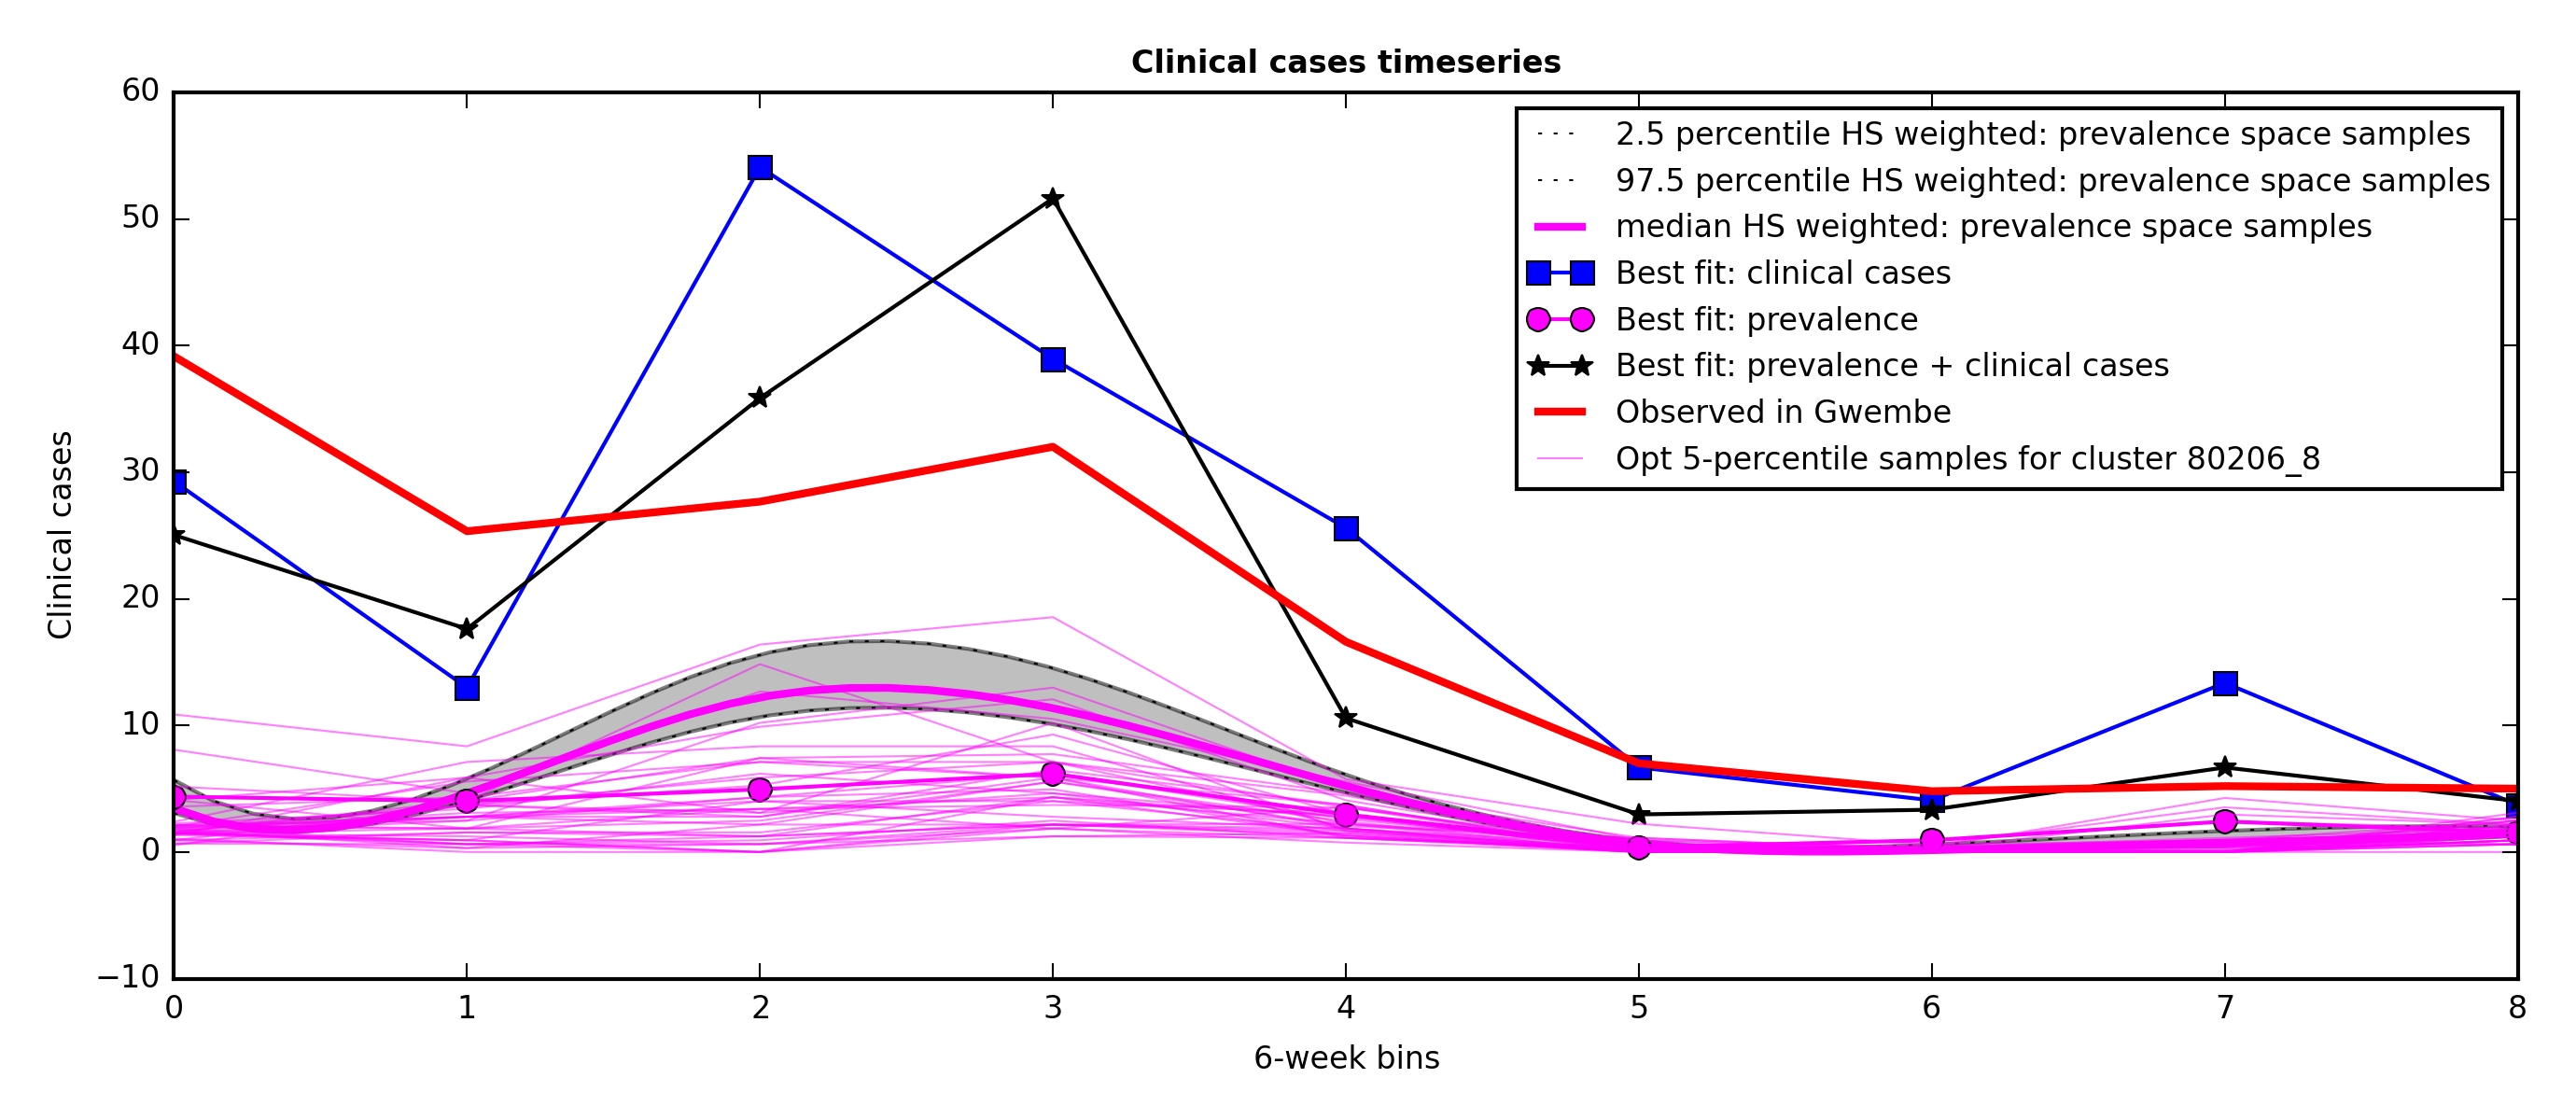 Clinical cases timeseries
60
50
40
30
20
10
0
−10
Clinical cases
2.5 percentile HS weighted: prevalence space samples
97.5 percentile HS weighted: prevalence space samples
median HS weighted: prevalence space samples
Best fit: clinical cases
Best fit: prevalence
Best fit: prevalence + clinical cases
Observed in Gwembe
Opt 5-percentile samples for cluster 80206_8
0 1 2 3 4 5 6 7 8
6-week bins